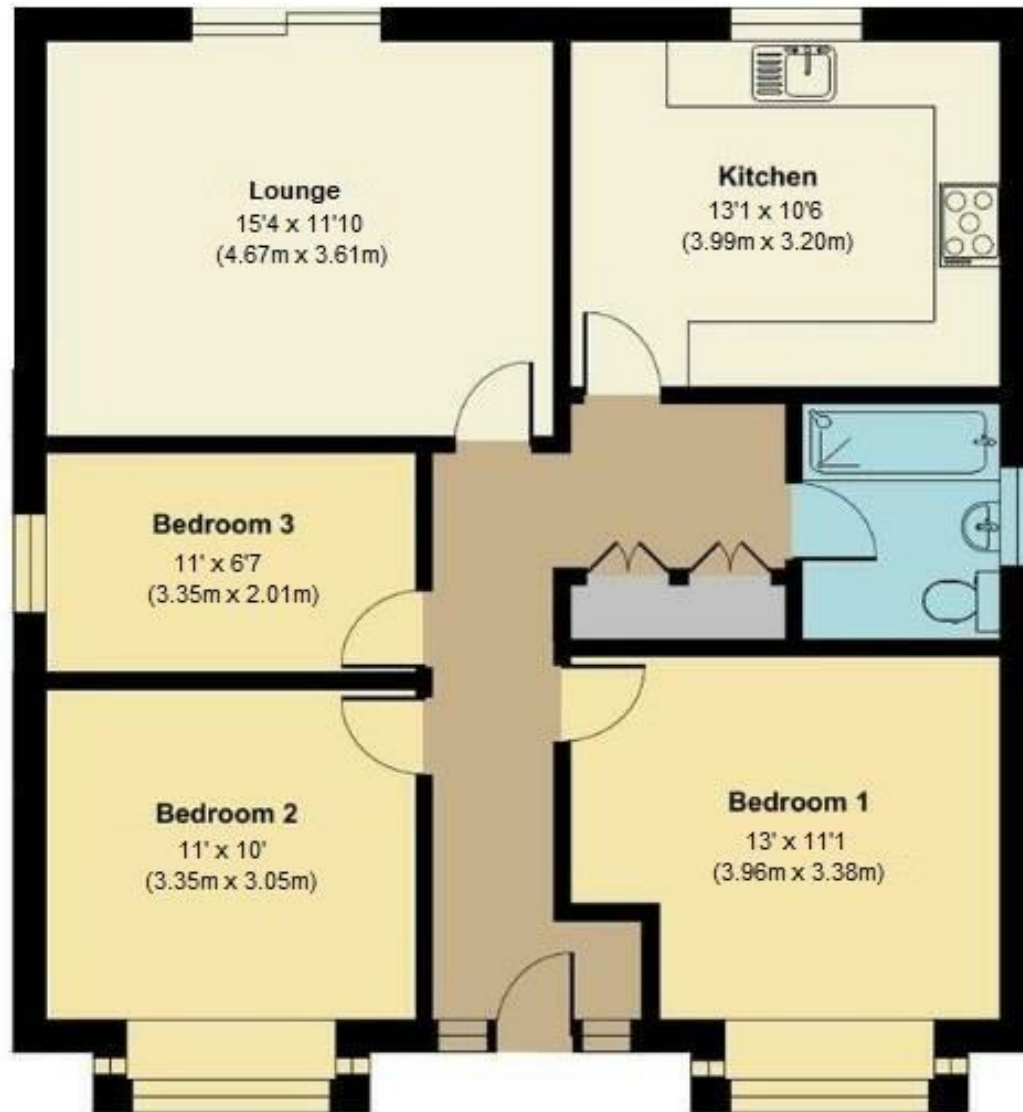 Lounge
15'4 x 11'10
(4.67m x 3.61m)
Kitchen
13'1 x 10'6
(3.99m x 3.20m)
Bedroom 3
11' x 6'7
(3.35m x 2.01m)
Bedroom 2
11' x 10'
(3.35m x 3.05m)
Bedroom 1
13' x 11'1
(3.96m x 3.38m)